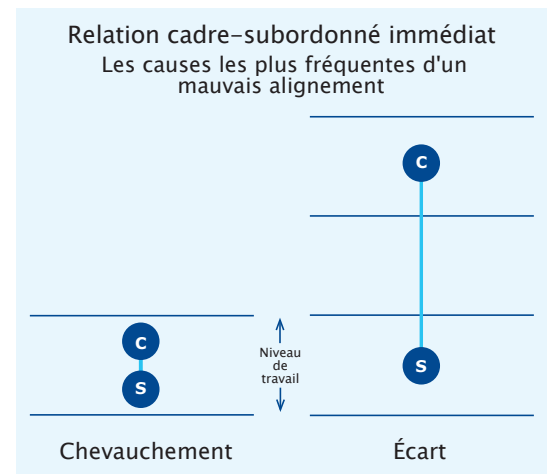 Relation cadre–subordonné immédiat
Les causes les plus fréquentes d'un
mauvais alignement
C
C
S
Niveau
de
travail
S
Chevauchement
Écart